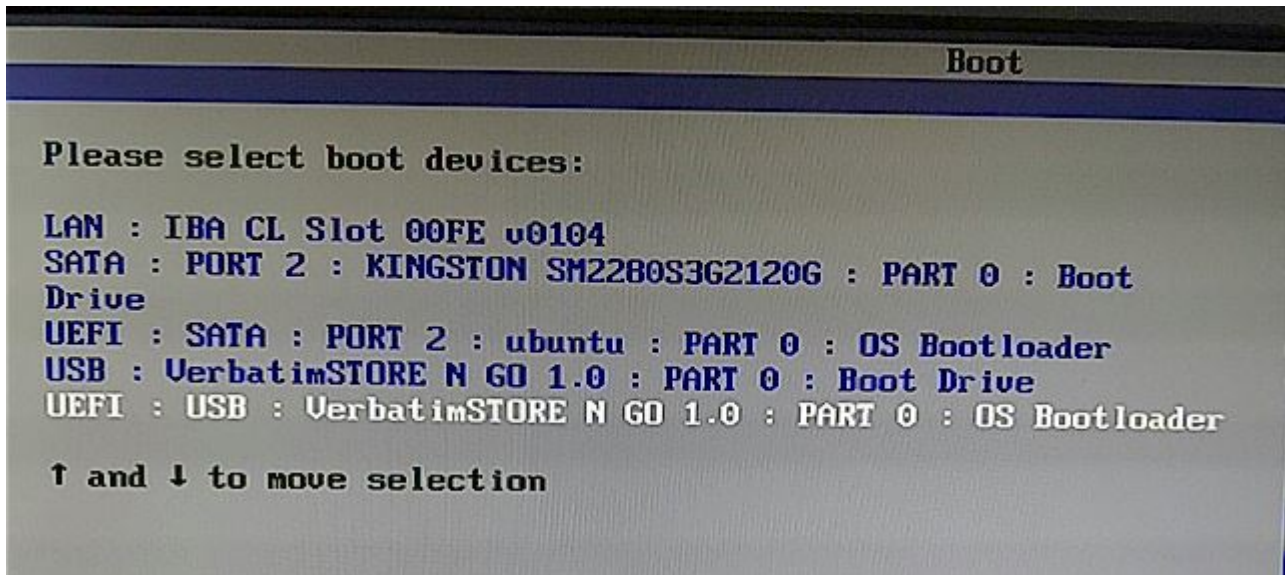 Boot
Please select boot devices:
LAN : IBA CL Slot 00FE v0104
SATA : PORT 2 : KINGSTON SM2280S3G2120G : PART 0 : Boot
Drive
UEFI : SATA : PORT 2 : ubuntu : PART 0 : OS Bootloader
USB : VerbatimSTORE N GO 1.0 : PART 0 : Boot Drive
UEFI : USB : VerbatimSTORE N GO 1.0 : PART 0 : OS Bootloader
↑ and ↓ to move selection